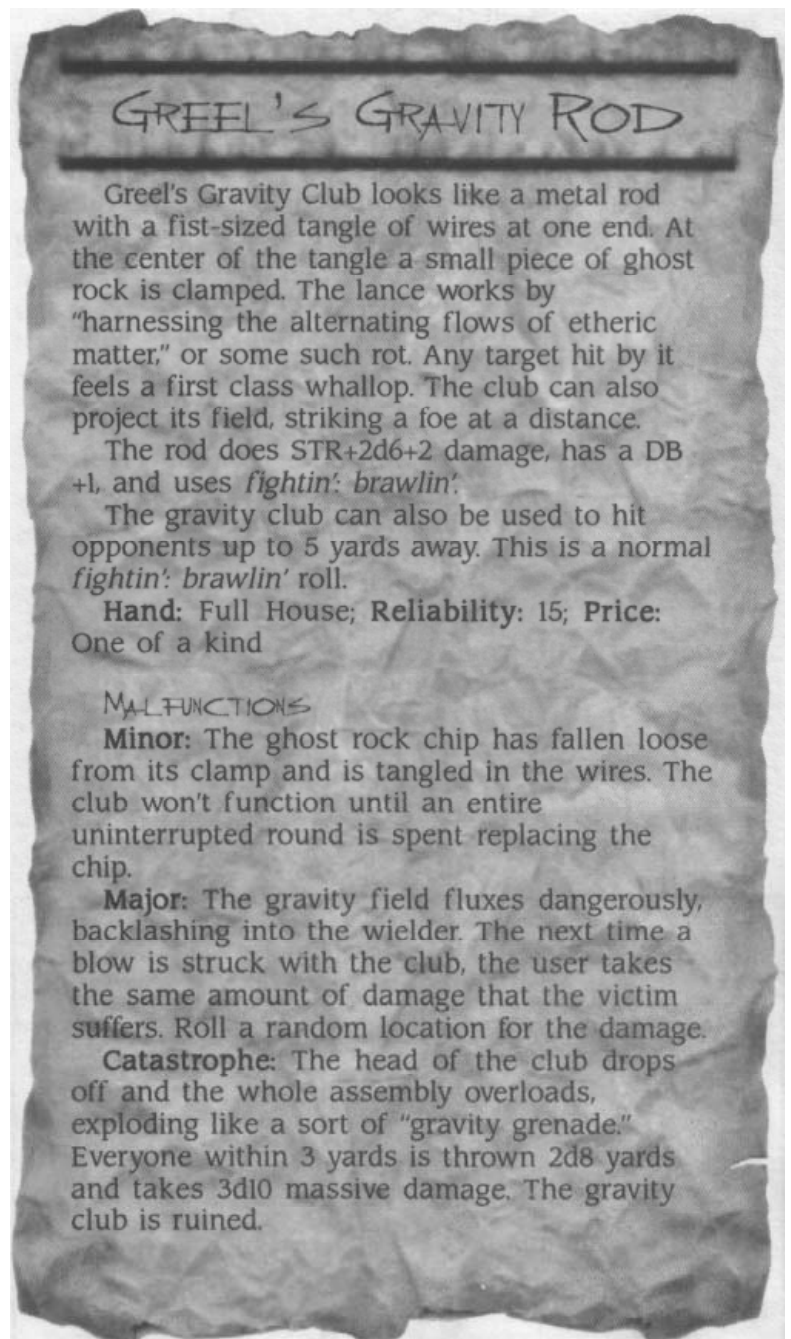 GREEL'S GRAVITY ROD
Greel's Gravity Club looks like a metal rod
with a fist-sized tangle of wires at one end. At
the center of the tangle a small piece of ghost
rock is clamped. The lance works by
"harnessing the alternating flows of etheric
matter," or some such rot. Any target hit by it
feels a first class whallop. The club can also
project its field, striking a foe at a distance.
The rod does STR+2d6+2 damage, has a DB
+1, and uses fightin': brawlin'.
The gravity club can also be used to hit
opponents up to 5 yards away. This is a normal
fightin': brawlin' roll.
Hand: Full House; Reliability: 15; Price:
One of a kind
MALFUNCTIONS
Minor: The ghost rock chip has fallen loose
from its clamp and is tangled in the wires. The
club won't function until an entire
uninterrupted round is spent replacing the
chip.
Major: The gravity field fluxes dangerously,
backlashing into the wielder. The next time a
blow is struck with the club, the user takes
the same amount of damage that the victim
suffers. Roll a random location for the damage.
Catastrophe: The head of the club drops
off and the whole assembly overloads,
exploding like a sort of "gravity grenade."
Everyone within 3 yards is thrown 2d8 yards
and takes 3d10 massive damage. The gravity
club is ruined.